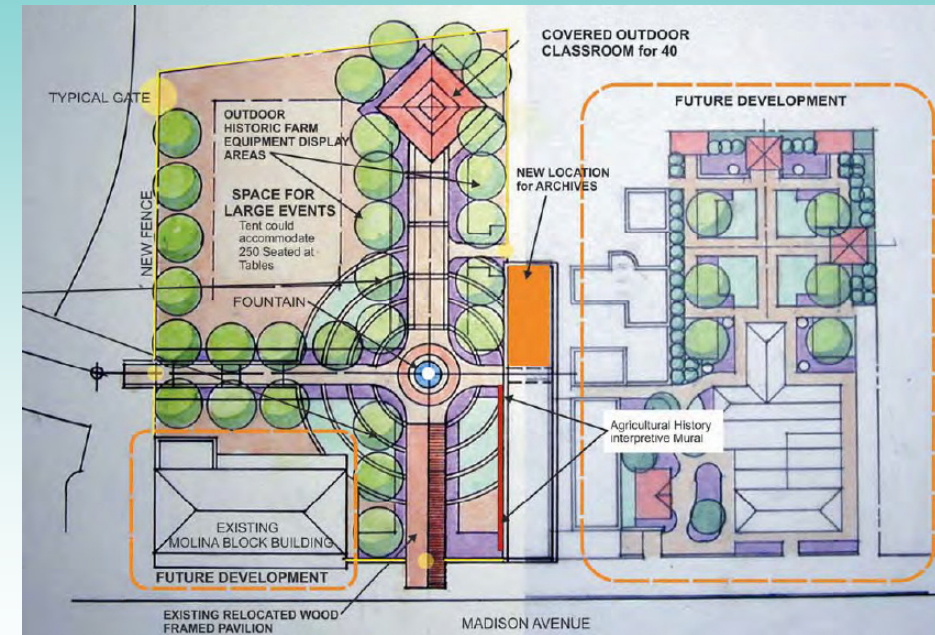 COVERED OUTDOOR
CLASSROOM for 40
TYPICAL GATE
FUTURE DEVELOPMENT
OUTDOOR
HISTORIC FARM
EQUIPMENT DISPLAY
AREAS
NEW LOCATION
for ARCHIVES
SPACE FOR
LARGE EVENTS
Tent could
accommodate
250 Seated at
Tables
NEW FENCE
FOUNTAIN
Agricultural History
interpretive Mural
EXISTING
MOLINA BLOCK BUILDING
FUTURE DEVELOPMENT
EXISTING RELOCATED WOOD
FRAMED PAVILION
MADISON AVENUE